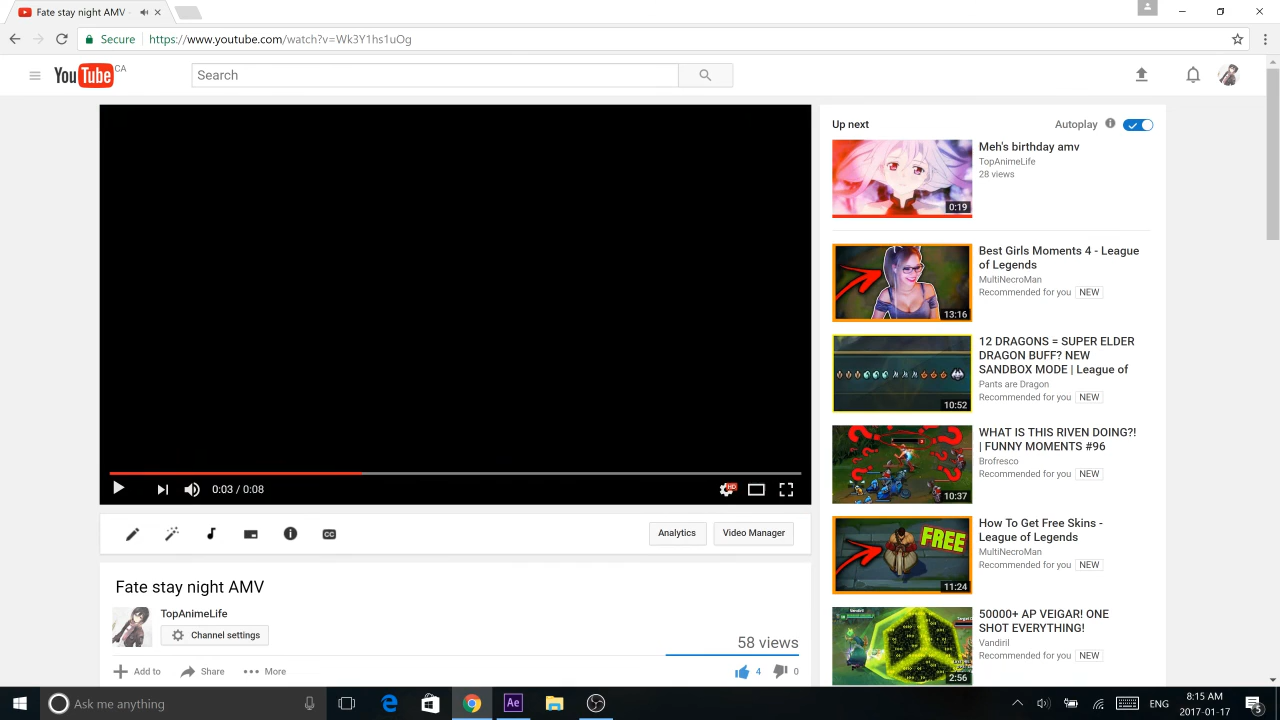 Fate stay night AMV -
Secure
https://www.youtube.com/watch?v=Wk3Y1hs1uOg
YouTube CA
Search
0:03 / 0:08
HD
CC
Analytics
Video Manager
Fate stay night AMV
TopAnimeLife
Channel settings
58 views
Add to
Share
More
4
0
Up next
Autoplay
Meh's birthday amv
TopAnimeLife
28 views
0:19
Best Girls Moments 4 - League
of Legends
MultiNecroMan
Recommended for you NEW
13:16
12 DRAGONS = SUPER ELDER
DRAGON BUFF? NEW
SANDBOX MODE | League of
Pants are Dragon
Recommended for you NEW
10:52
WHAT IS THIS RIVEN DOING?!
| FUNNY MOMENTS #96
Brofresco
Recommended for you NEW
10:37
How To Get Free Skins -
League of Legends
MultiNecroMan
Recommended for you NEW
FREE
11:24
50000+ AP VEIGAR! ONE
SHOT EVERYTHING!
Vandiril
Recommended for you NEW
2:56
Ask me anything
Ae
ENG
8:15 AM
2017-01-17
3